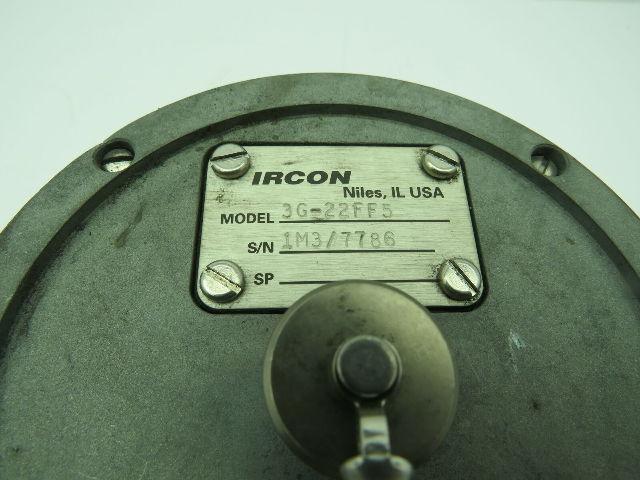 IRCON
Niles, IL USA
MODEL 3G-22FF5
S/N 1M3/7786
SP